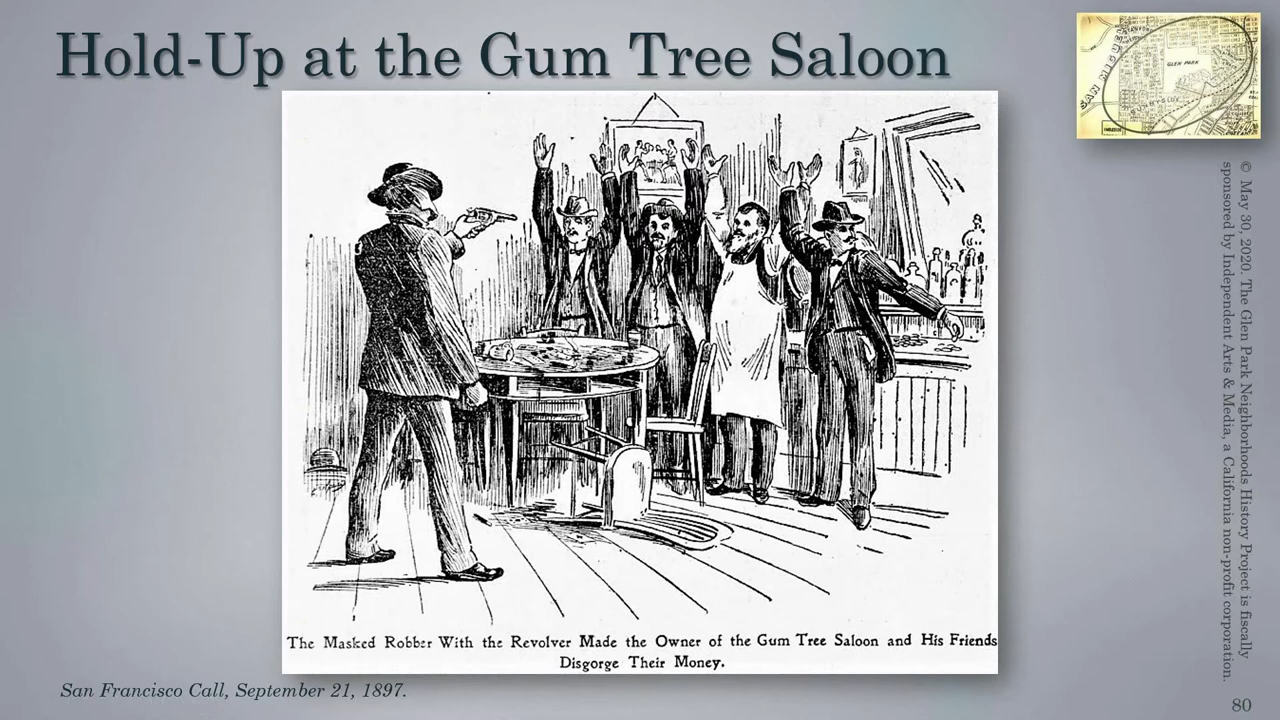 Hold-Up at the Gum Tree Saloon
GLEN PARK
The Masked Robber With the Revolver Made the Owner of the Gum Tree Saloon and His Friends
Disgorge Their Money.
San Francisco Call, September 21, 1897.
© May 30, 2020. The Glen Park Neighborhoods History Project is fiscally
sponsored by Independent Arts & Media, a California non-profit corporation.
80